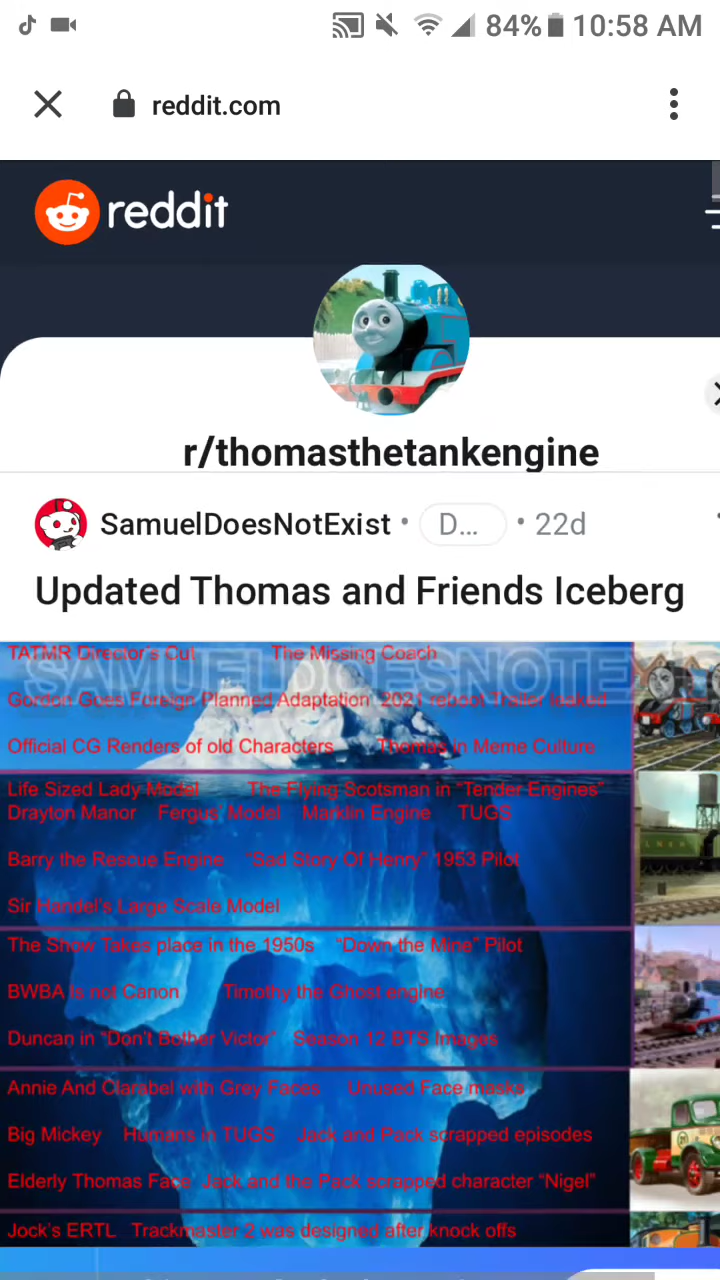 84% 10:58 AM
reddit.com
reddit
r/thomasthetankengine
SamuelDoesNotExist • D... • 22d
Updated Thomas and Friends Iceberg
SAMUELDOESNOTEX
TATMR Director's Cut The Missing Coach
Gordon Goes Foreign Planned Adaptation 2021 reboot Trailer leaked
Official CG Renders of old Characters Thomas in Meme Culture
Life Sized Lady Model The Flying Scotsman in "Tender Engines"
Drayton Manor Fergus' Model Marklin Engine TUGS
Barry the Rescue Engine "Sad Story Of Henry" 1953 Pilot
Sir Handel's Large Scale Model
The Show Takes place in the 1950s "Down the Mine" Pilot
BWBA Is not Canon Timothy the Ghost engine
Duncan in "Don't Bother Victor" Season 12 BTS Images
Annie And Clarabel with Grey Faces Unused Face masks
Big Mickey Humans in TUGS Jack and Pack scrapped episodes
Elderly Thomas Face Jack and the Pack scrapped character "Nigel"
Jock's ERTL Trackmaster 2 was designed after knock offs